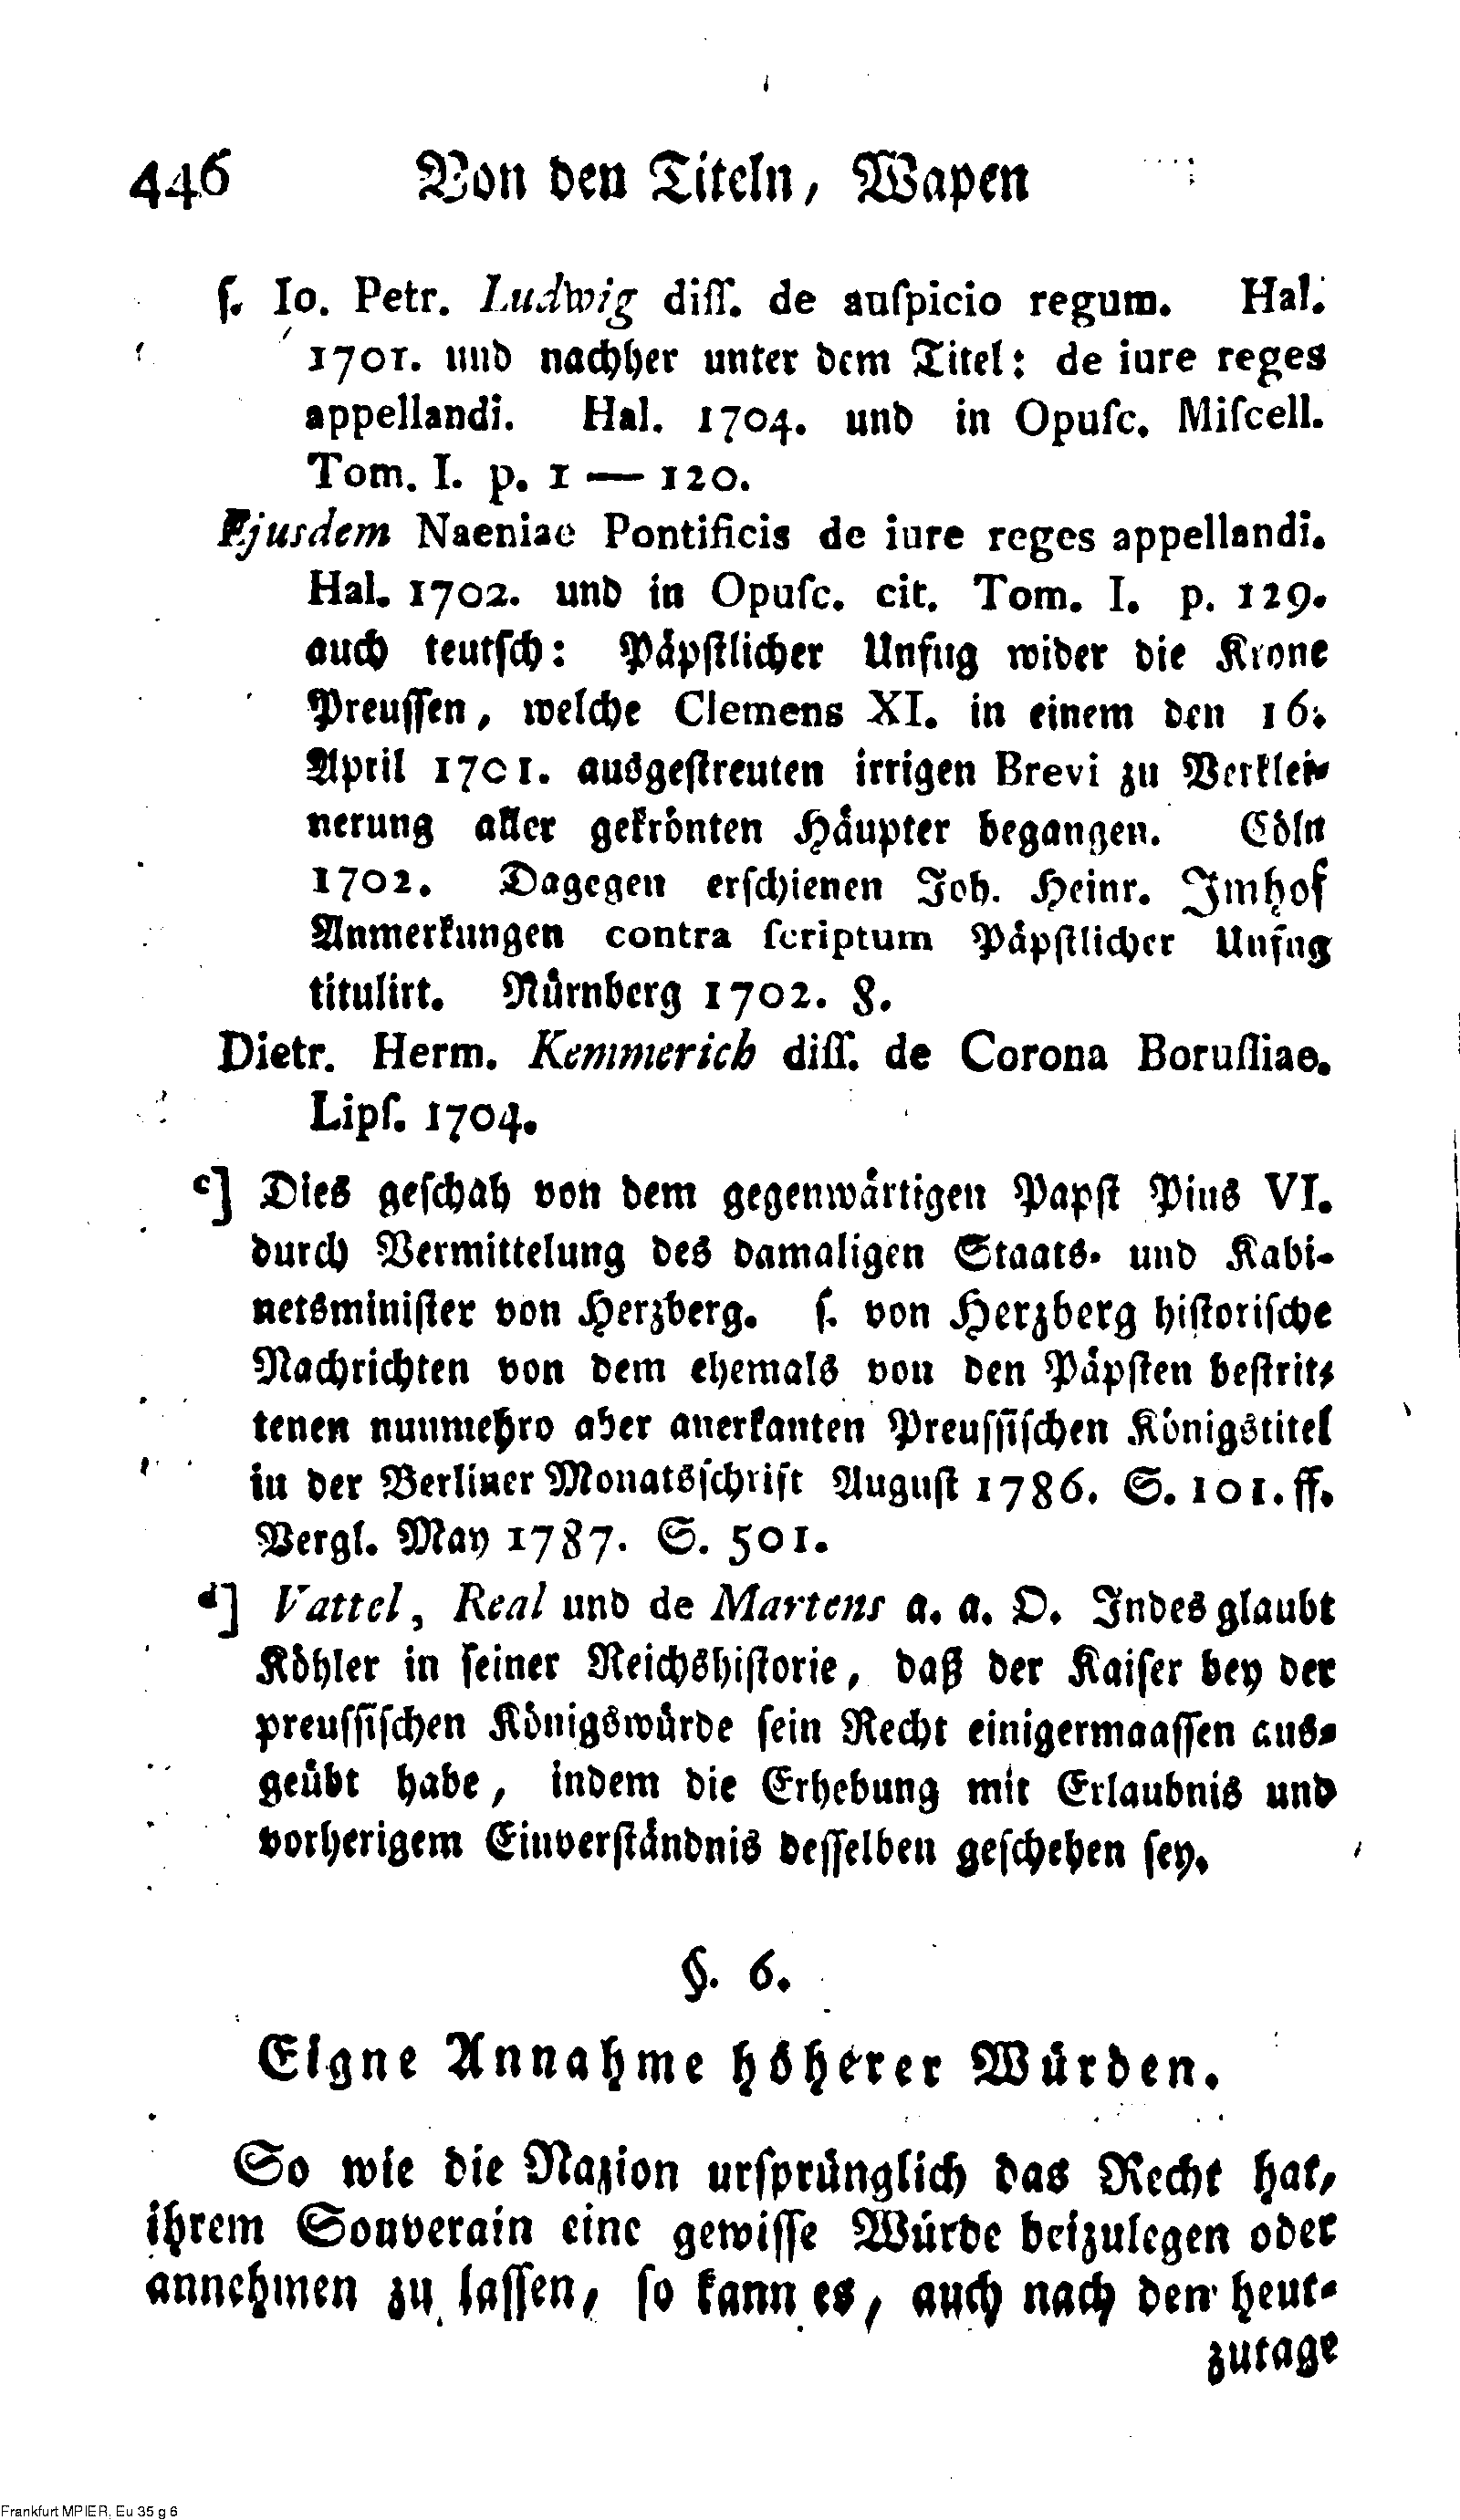 446 Von den Titeln, Wapen
ſ. Io. Petr. Ludwig diſſ. de auſpicio regum. Hal.
1701. und nachher unter dem Titel: de iure reges
appellandi. Hal. 1704. und in Opuſc. Miſcell.
Tom. I. p. 1 — 120.
Ejusdem Naeniae Pontificis de iure reges appellandi.
Hal. 1702. und in Opuſc. cit. Tom. I. p. 129.
auch teutſch: Päpſtlicher Unfug wider die Krone
Preuſſen, welche Clemens XI. in einem den 16.
April 1701. ausgeſtreuten irrigen Brevi zu Verklei-
nerung aller gekrönten Häupter begangen. Cöln
1702. Dagegen erſchienen Joh. Heinr. Imhof
Anmerkungen contra ſcriptum Päpſtlicher Unfug
titulirt. Nürnberg 1702. 8.
Dietr. Herm. Kemmerich diſſ. de Corona Boruſſiae.
Lipſ. 1704.
c] Dies geſchah von dem gegenwärtigen Papſt Pius VI.
durch Vermittelung des damaligen Staats- und Kabi-
netsminiſter von Herzberg. ſ. von Herzberg hiſtoriſche
Nachrichten von dem ehemals von den Päpſten beſtrit-
tenen nunmehro aber anerkanten Preuſſiſchen Königstitel
in der Berliner Monatsſchrift Auguſt 1786. S. 101. ff.
Vergl. May 1787. S. 501.
d] Vattel, Real und de Martens a. a. O. Indes glaubt
Köhler in ſeiner Reichshiſtorie, daß der Kaiſer bey der
preuſſiſchen Königswürde ſein Recht einigermaaſſen aus-
geübt habe, indem die Erhebung mit Erlaubnis und
vorherigem Einverſtändnis deſſelben geſchehen ſey.
§. 6.
Eigne Annahme höherer Würden.
So wie die Nazion urſprünglich das Recht hat,
ihrem Souverain eine gewiſſe Würde beizulegen oder
annehmen zu laſſen, ſo kann es, auch nach den heut-
zutage
Frankfurt MPIER, Eu 35 g 6